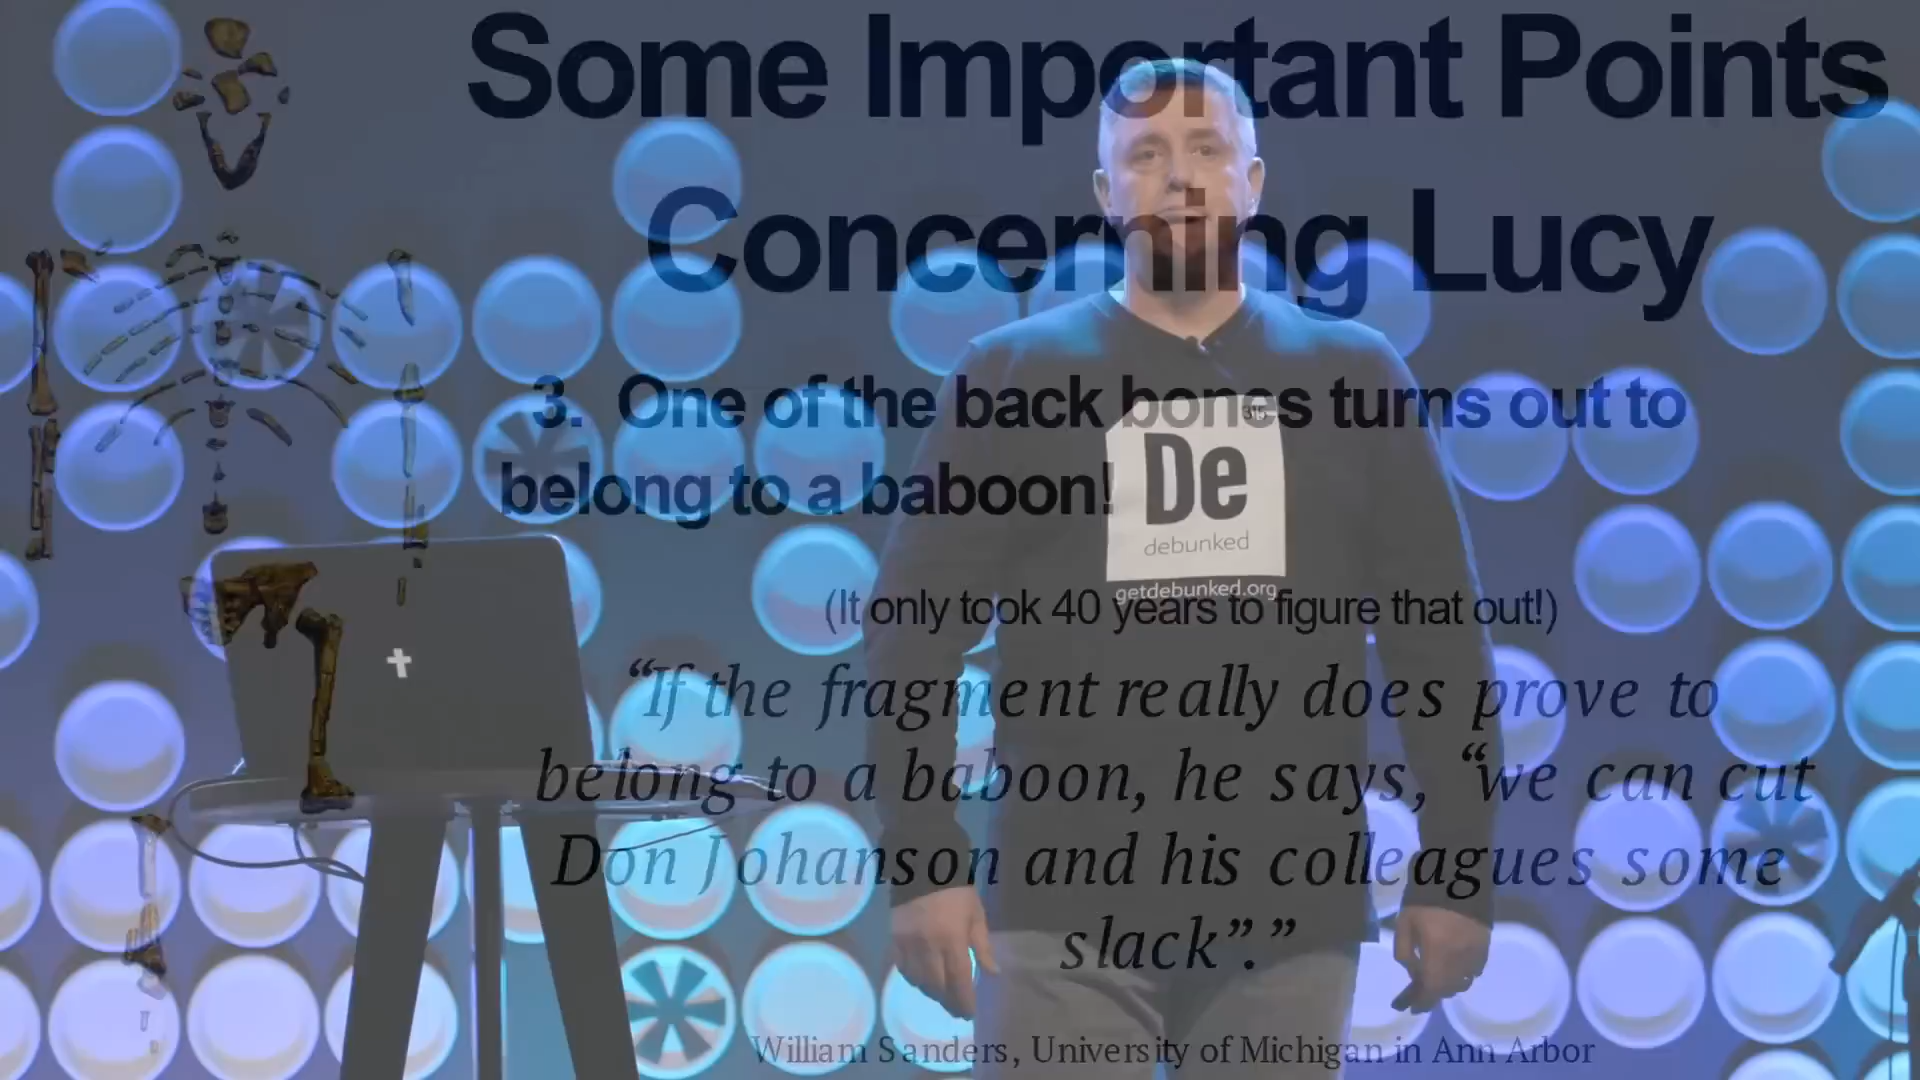 Some Important Points
Concerning Lucy
3. One of the back bones turns out to
belong to a baboon!
(It only took 40 years to figure that out!)
“If the fragment really does prove to
belong to a baboon, he says, “we can cut
Don Johanson and his colleagues some
slack”.”
William Sanders, University of Michigan in Ann Arbor
De
debunked
getdebunked.org